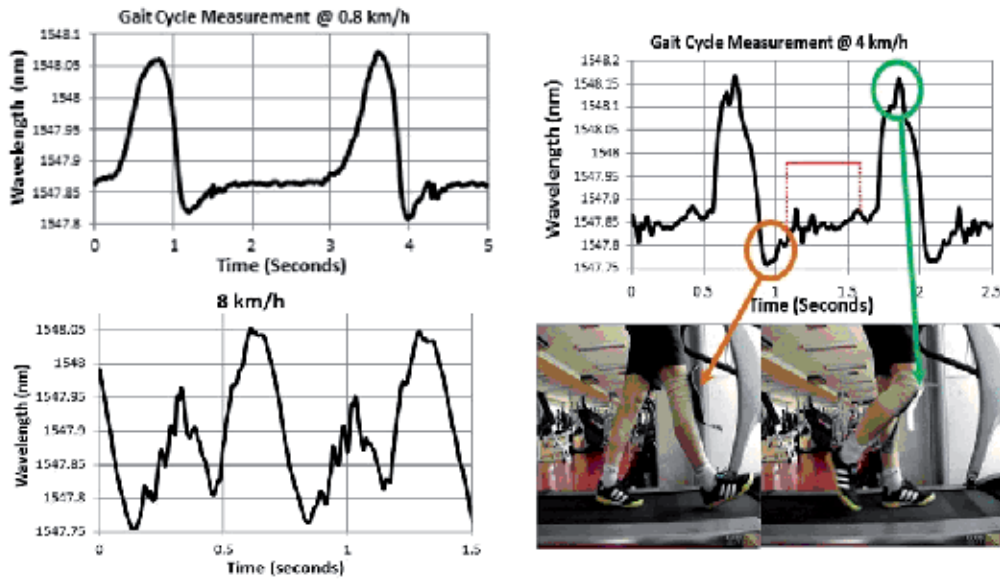 Gait Cycle Measurement @ 0.8 km/h
1548.1
1548.05
1548
1547.95
1547.9
1547.85
1547.8
Wavelength (nm)
0 1 2 3 4 5
Time (Seconds)
Gait Cycle Measurement @ 4 km/h
1548.2
1548.15
1548.1
1548.05
1548
1547.95
1547.9
1547.85
1547.8
1547.75
Wavelength (nm)
0 0.5 1 1.5 2 2.5
Time (Seconds)
8 km/h
1548.05
1548
1547.95
1547.9
1547.85
1547.8
1547.75
Wavelength (nm)
0 0.5 1 1.5
Time (seconds)